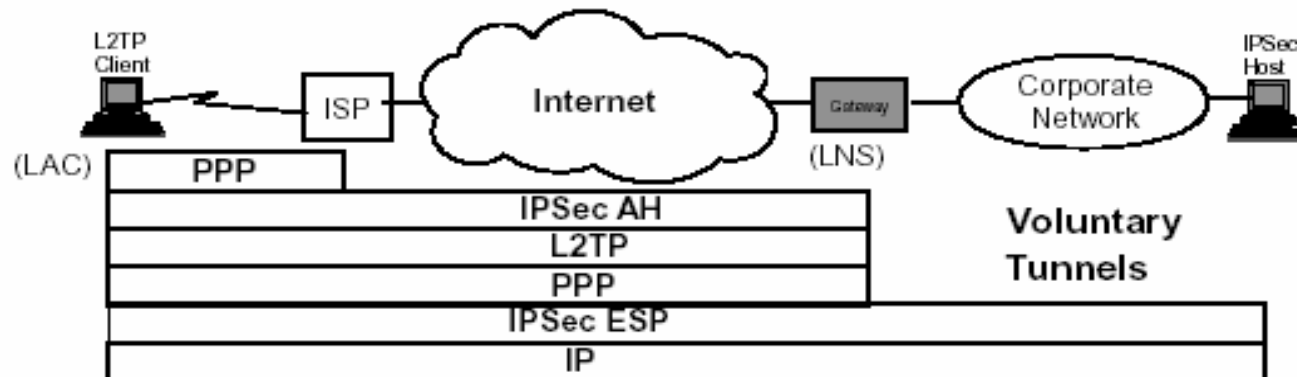 L2TP
Client
IPSec
Host
ISP
Internet
Gateway
Corporate
Network
(LAC)
(LNS)
PPP
IPSec AH
L2TP
PPP
Voluntary
Tunnels
IPSec ESP
IP